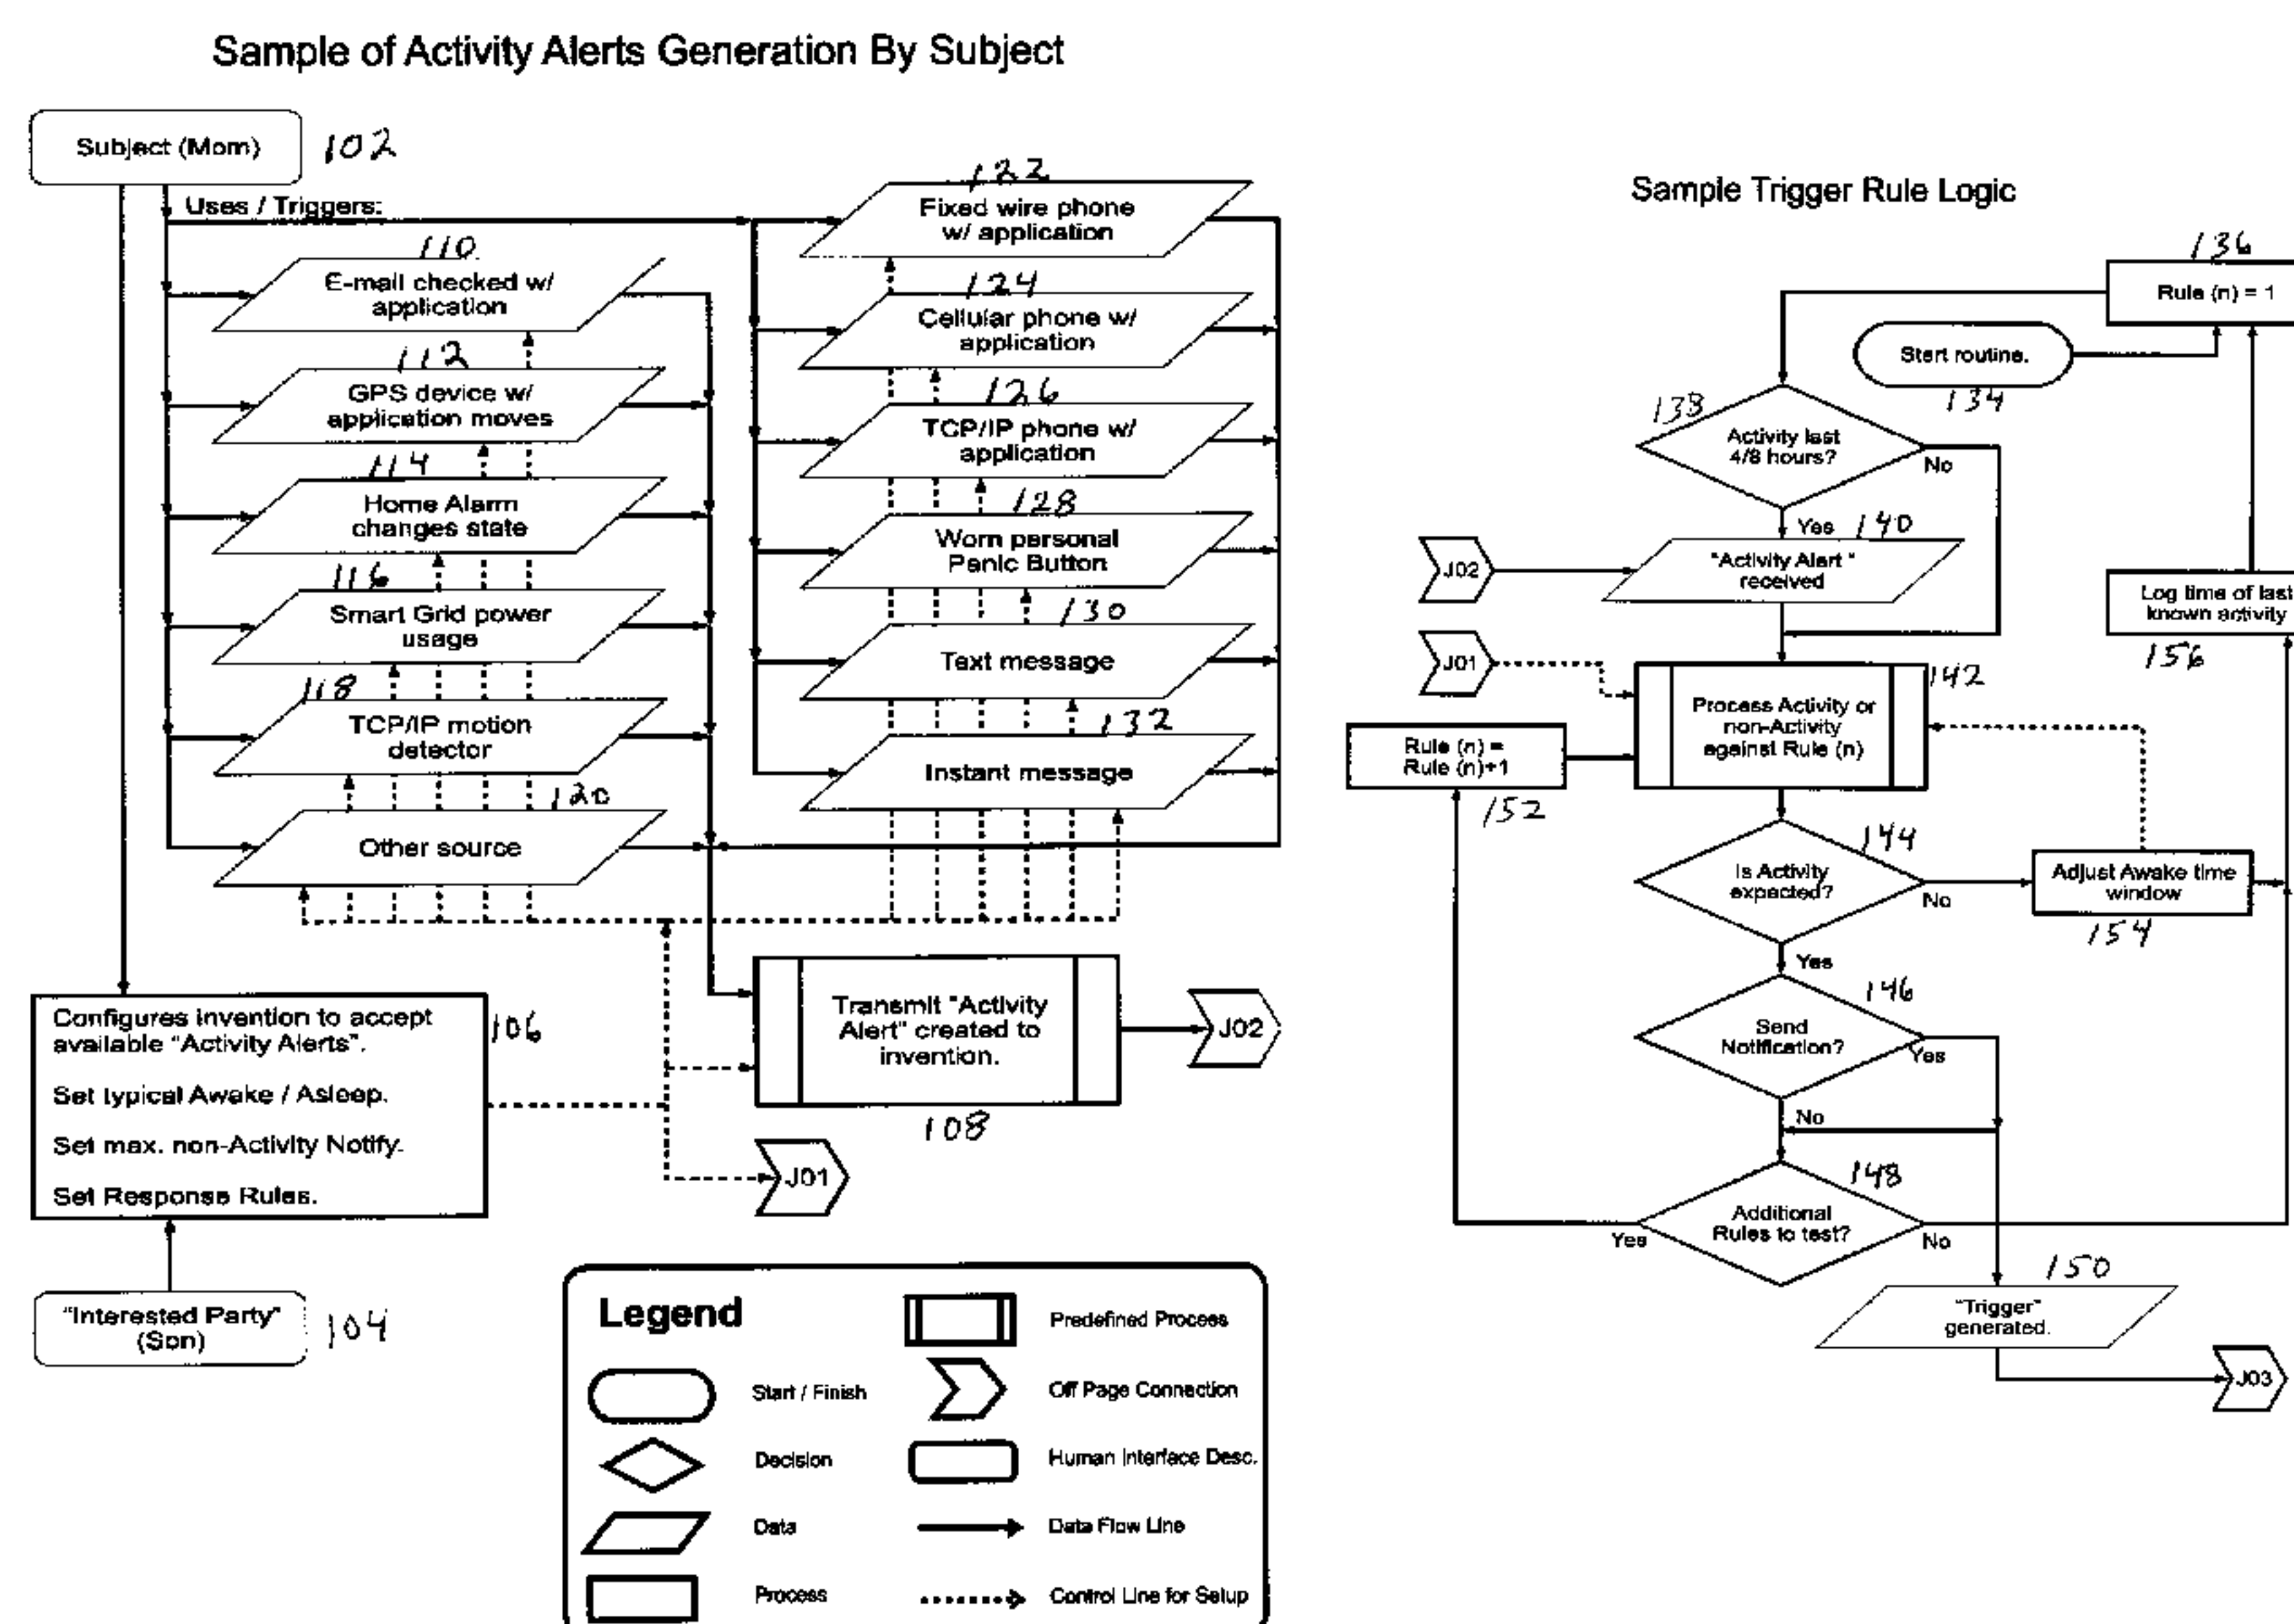 Sample of Activity Alerts Generation By Subject
Subject (Mom)
102
Uses / Triggers:
110
E-mail checked w/
application
112
GPS device w/
application moves
114
Home Alarm
changes state
116
Smart Grid power
usage
118
TCP/IP motion
detector
120
Other source
122
Fixed wire phone
w/ application
124
Cellular phone w/
application
126
TCP/IP phone w/
application
128
Worn personal
Panic Button
130
Text message
132
Instant message
Configures invention to accept
available "Activity Alerts".
Set typical Awake / Asleep.
Set max. non-Activity Notify.
Set Response Rules.
106
Transmit "Activity
Alert" created to
invention.
108
J02
J01
"Interested Party"
(Son)
104
Legend
Start / Finish
Decision
Data
Process
Predefined Process
Off Page Connection
Human Interface Desc.
Data Flow Line
Control Line for Setup
Sample Trigger Rule Logic
136
Rule (n) = 1
Start routine.
134
138
Activity last
4/8 hours?
No
Yes
140
J02
"Activity Alert "
received
Log time of last
known activity
156
J01
142
Process Activity or
non-Activity
against Rule (n)
Rule (n) =
Rule (n)+1
152
144
Is Activity
expected?
No
Adjust Awake time
window
154
Yes
146
Send
Notification?
Yes
No
148
Additional
Rules to test?
Yes
No
150
"Trigger"
generated.
J03